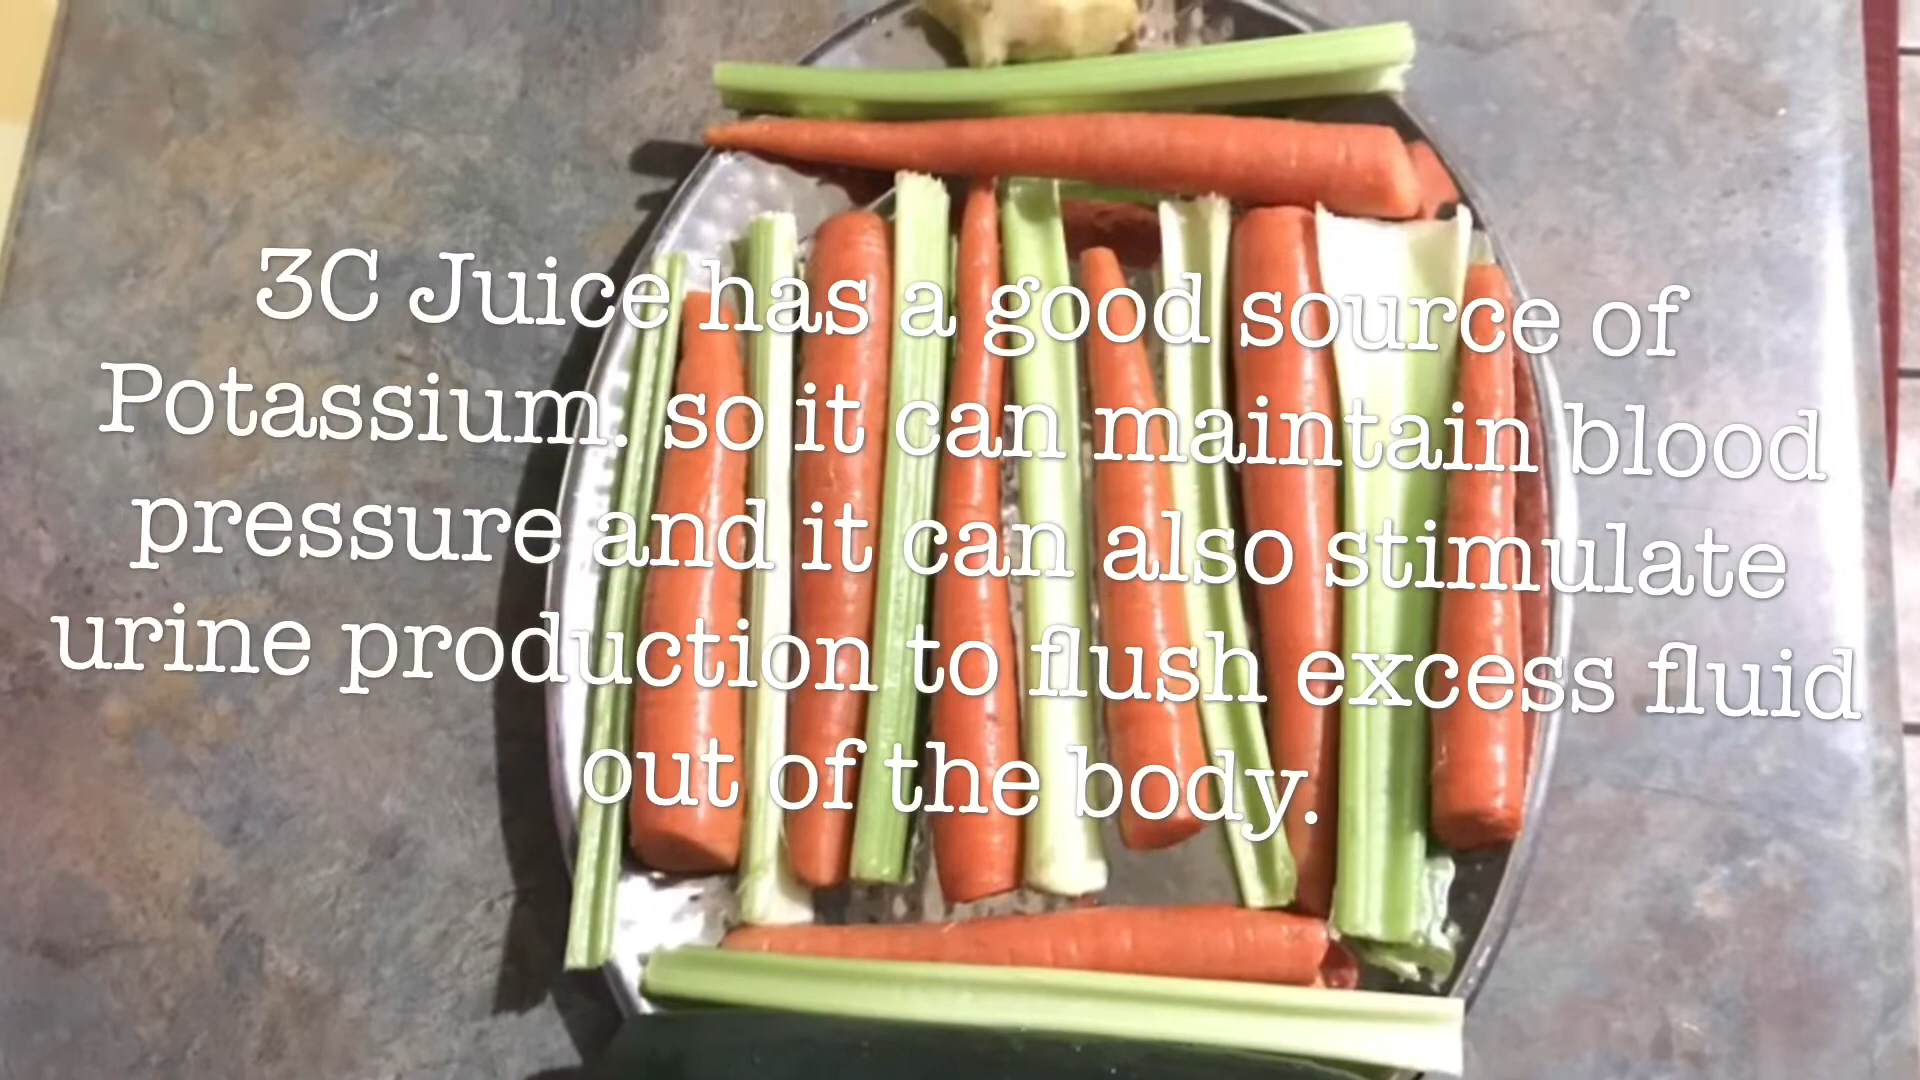 3C Juice has a good source of
Potassium. so it can maintain blood
pressure and it can also stimulate
urine production to flush excess fluid
out of the body.